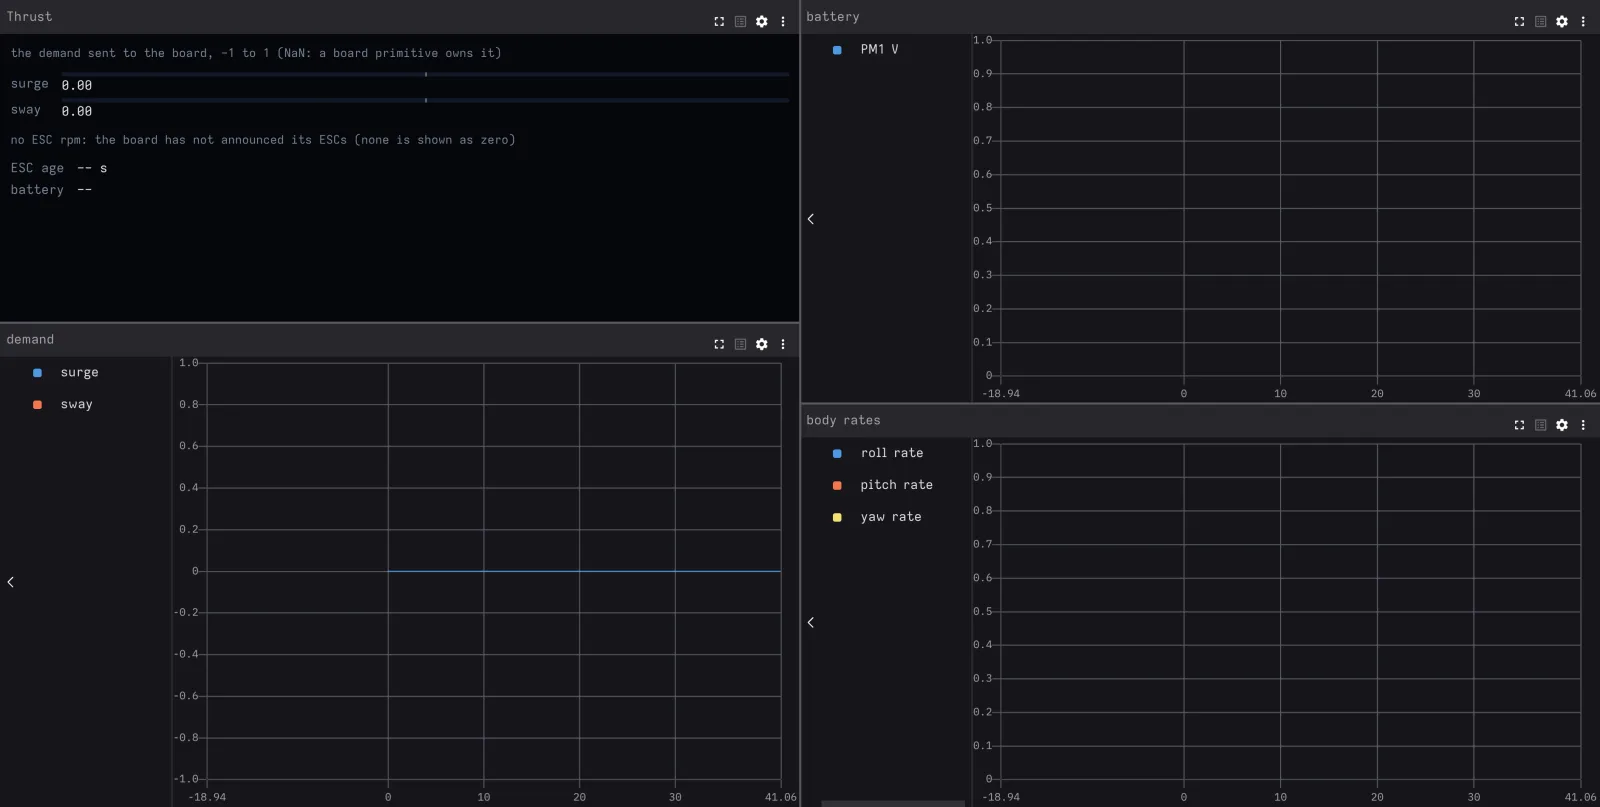 Thrust
the demand sent to the board, -1 to 1 (NaN: a board primitive owns it)
surge 0.00
sway 0.00
no ESC rpm: the board has not announced its ESCs (none is shown as zero)
ESC age -- s
battery --
battery
PM1 V
1.0
0.9
0.8
0.7
0.6
0.5
0.4
0.3
0.2
0.1
0
-18.94 0 10 20 30 41.06
demand
surge
sway
1.0
0.8
0.6
0.4
0.2
0
-0.2
-0.4
-0.6
-0.8
-1.0
-18.94 0 10 20 30 41.06
body rates
roll rate
pitch rate
yaw rate
1.0
0.9
0.8
0.7
0.6
0.5
0.4
0.3
0.2
0.1
0
-18.94 0 10 20 30 41.06